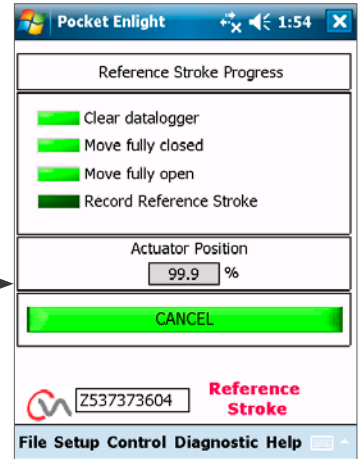 Pocket Enlight 1:54
Reference Stroke Progress
Clear datalogger
Move fully closed
Move fully open
Record Reference Stroke
Actuator Position
99.9 %
CANCEL
Z537373604
Reference
Stroke
File Setup Control Diagnostic Help